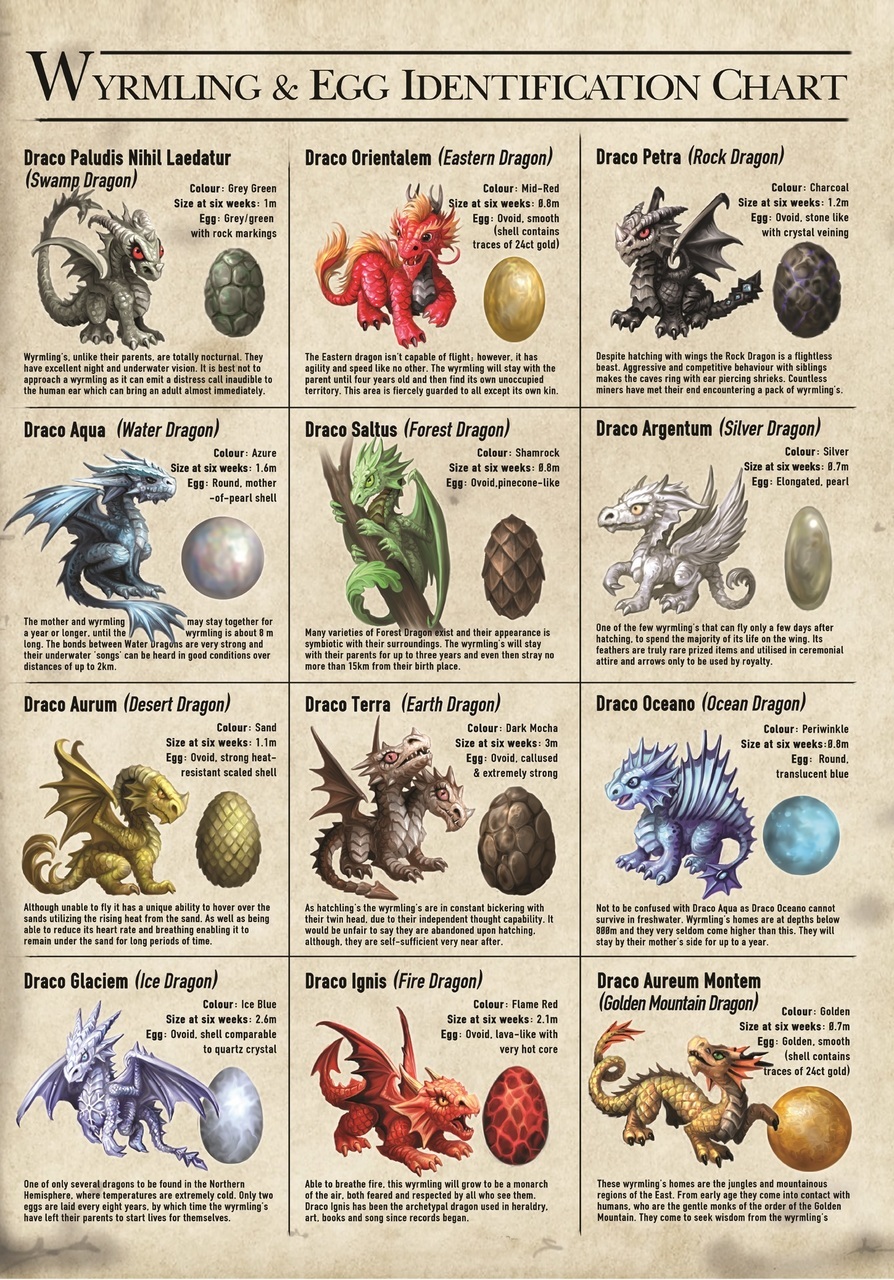 WYRMLING & EGG IDENTIFICATION CHART
Draco Paludis Nihil Laedatur
(Swamp Dragon)
Colour: Grey Green
Size at six weeks: 1m
Egg: Grey/green
with rock markings
Wyrmling's, unlike their parents, are totally nocturnal. They
have excellent night and underwater vision. It is best not to
approach a wyrmling as it can emit a distress call inaudible to
the human ear which can bring an adult almost immediately.
Draco Orientalem (Eastern Dragon)
Colour: Mid-Red
Size at six weeks: 0.8m
Egg: Ovoid, smooth
(shell contains
traces of 24ct gold)
The Eastern dragon isn't capable of flight; however, it has
agility and speed like no other. The wyrmling will stay with the
parent until four years old and then find its own unoccupied
territory. This area is fiercely guarded to all except its own kin.
Draco Petra (Rock Dragon)
Colour: Charcoal
Size at six weeks: 1.2m
Egg: Ovoid, stone like
with crystal veining
Despite hatching with wings the Rock Dragon is a flightless
beast. Aggressive and competitive behaviour with siblings
makes the caves ring with ear piercing shrieks. Countless
miners have met their end encountering a pack of wyrmling's.
Draco Aqua (Water Dragon)
Colour: Azure
Size at six weeks: 1.6m
Egg: Round, mother
-of-pearl shell
The mother and wyrmling may stay together for
a year or longer, until the wyrmling is about 8 m
long. The bonds between Water Dragons are very strong and
their underwater 'songs' can be heard in good conditions over
distances of up to 2km.
Draco Saltus (Forest Dragon)
Colour: Shamrock
Size at six weeks: 0.8m
Egg: Ovoid,pinecone-like
Many varieties of Forest Dragon exist and their appearance is
symbiotic with their surroundings. The wyrmling's will stay
with their parents for up to three years and even then stray no
more than 15km from their birth place.
Draco Argentum (Silver Dragon)
Colour: Silver
Size at six weeks: 0.7m
Egg: Elongated, pearl
One of the few wyrmling's that can fly only a few days after
hatching, to spend the majority of its life on the wing. Its
feathers are truly rare prized items and utilised in ceremonial
attire and arrows only to be used by royalty.
Draco Aurum (Desert Dragon)
Colour: Sand
Size at six weeks: 1.1m
Egg: Ovoid, strong heat-
resistant scaled shell
Although unable to fly it has a unique ability to hover over the
sands utilizing the rising heat from the sand. As well as being
able to reduce its heart rate and breathing enabling it to
remain under the sand for long periods of time.
Draco Terra (Earth Dragon)
Colour: Dark Mocha
Size at six weeks: 3m
Egg: Ovoid, callused
& extremely strong
As hatchling's the wyrmling's are in constant bickering with
their twin head, due to their independent thought capability. It
would be unfair to say they are abandoned upon hatching,
although, they are self-sufficient very near after.
Draco Oceano (Ocean Dragon)
Colour: Periwinkle
Size at six weeks:0.8m
Egg: Round,
translucent blue
Not to be confused with Draco Aqua as Draco Oceano cannot
survive in freshwater. Wyrmling's homes are at depths below
800m and they very seldom come higher than this. They will
stay by their mother's side for up to a year.
Draco Glaciem (Ice Dragon)
Colour: Ice Blue
Size at six weeks: 2.6m
Egg: Ovoid, shell comparable
to quartz crystal
One of only several dragons to be found in the Northern
Hemisphere, where temperatures are extremely cold. Only two
eggs are laid every eight years, by which time the wyrmling's
have left their parents to start lives for themselves.
Draco Ignis (Fire Dragon)
Colour: Flame Red
Size at six weeks: 2.1m
Egg: Ovoid, lava-like with
very hot core
Able to breathe fire, this wyrmling will grow to be a monarch
of the air, both feared and respected by all who see them.
Draco Ignis has been the archetypal dragon used in heraldry,
art, books and song since records began.
Draco Aureum Montem
(Golden Mountain Dragon)
Colour: Golden
Size at six weeks: 0.7m
Egg: Golden, smooth
(shell contains
traces of 24ct gold)
These wyrmling's homes are the jungles and mountainous
regions of the East. From early age they come into contact with
humans, who are the gentle monks of the order of the Golden
Mountain. They come to seek wisdom from the wyrmling's